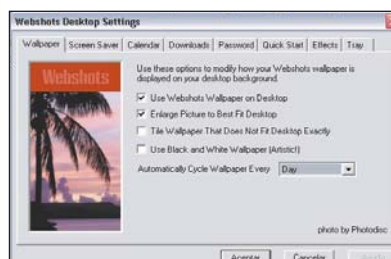 Webshots Desktop Settings
Wallpaper Screen Saver Calendar Downloads Password Quick Start Effects Tray
Webshots
Use these options to modify how your Webshots wallpaper is
displayed on your desktop background.
Use Webshots Wallpaper on Desktop
Enlarge Picture to Best Fit Desktop
Tile Wallpaper That Does Not Fit Desktop Exactly
Use Black and White Wallpaper (Artistic!)
Automatically Cycle Wallpaper Every Day
photo by Photodisc
Aceptar Cancelar